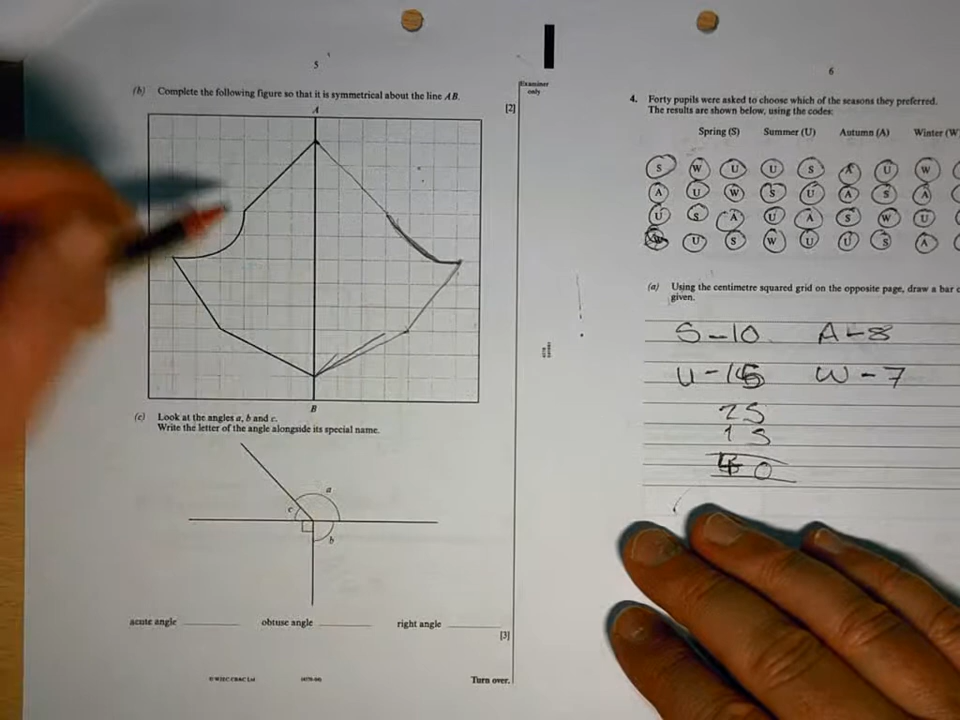 5
(b) Complete the following figure so that it is symmetrical about the line AB.
Examiner
only
[2]
A
B
(c) Look at the angles a, b and c.
Write the letter of the angle alongside its special name.
a
c
b
acute angle
obtuse angle
right angle
[3]
© WJEC CBAC Ltd
Turn over.
6
4. Forty pupils were asked to choose which of the seasons they preferred.
The results are shown below, using the codes:
Spring (S) Summer (U) Autumn (A) Winter (W
S W U U S A U W
A U W S U A S A
U S A U A S W U
W U S W U U S A
(a) Using the centimetre squared grid on the opposite page, draw a bar
given.
S - 10 A - 8
U - 15 W - 7
25
15
40